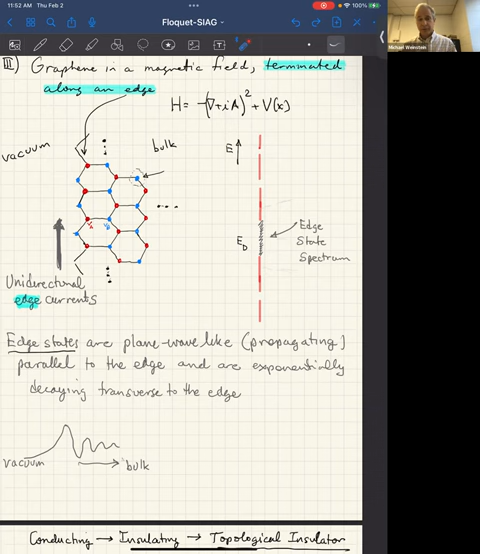 11:52 AM Thu Feb 2
81%
Floquet-SIAG
Michael Weinstein
III) Graphene in a magnetic field, terminated
along an edge
H = -(∇+iA)² + V(x)
vacuum
bulk
E
E_D
Edge
State
Spectrum
Unidirectional
edge currents
Edge states are plane-wave like (propagating)
parallel to the edge and are exponentially
decaying transverse to the edge
vacuum
bulk
Conducting → Insulating → Topological Insulator